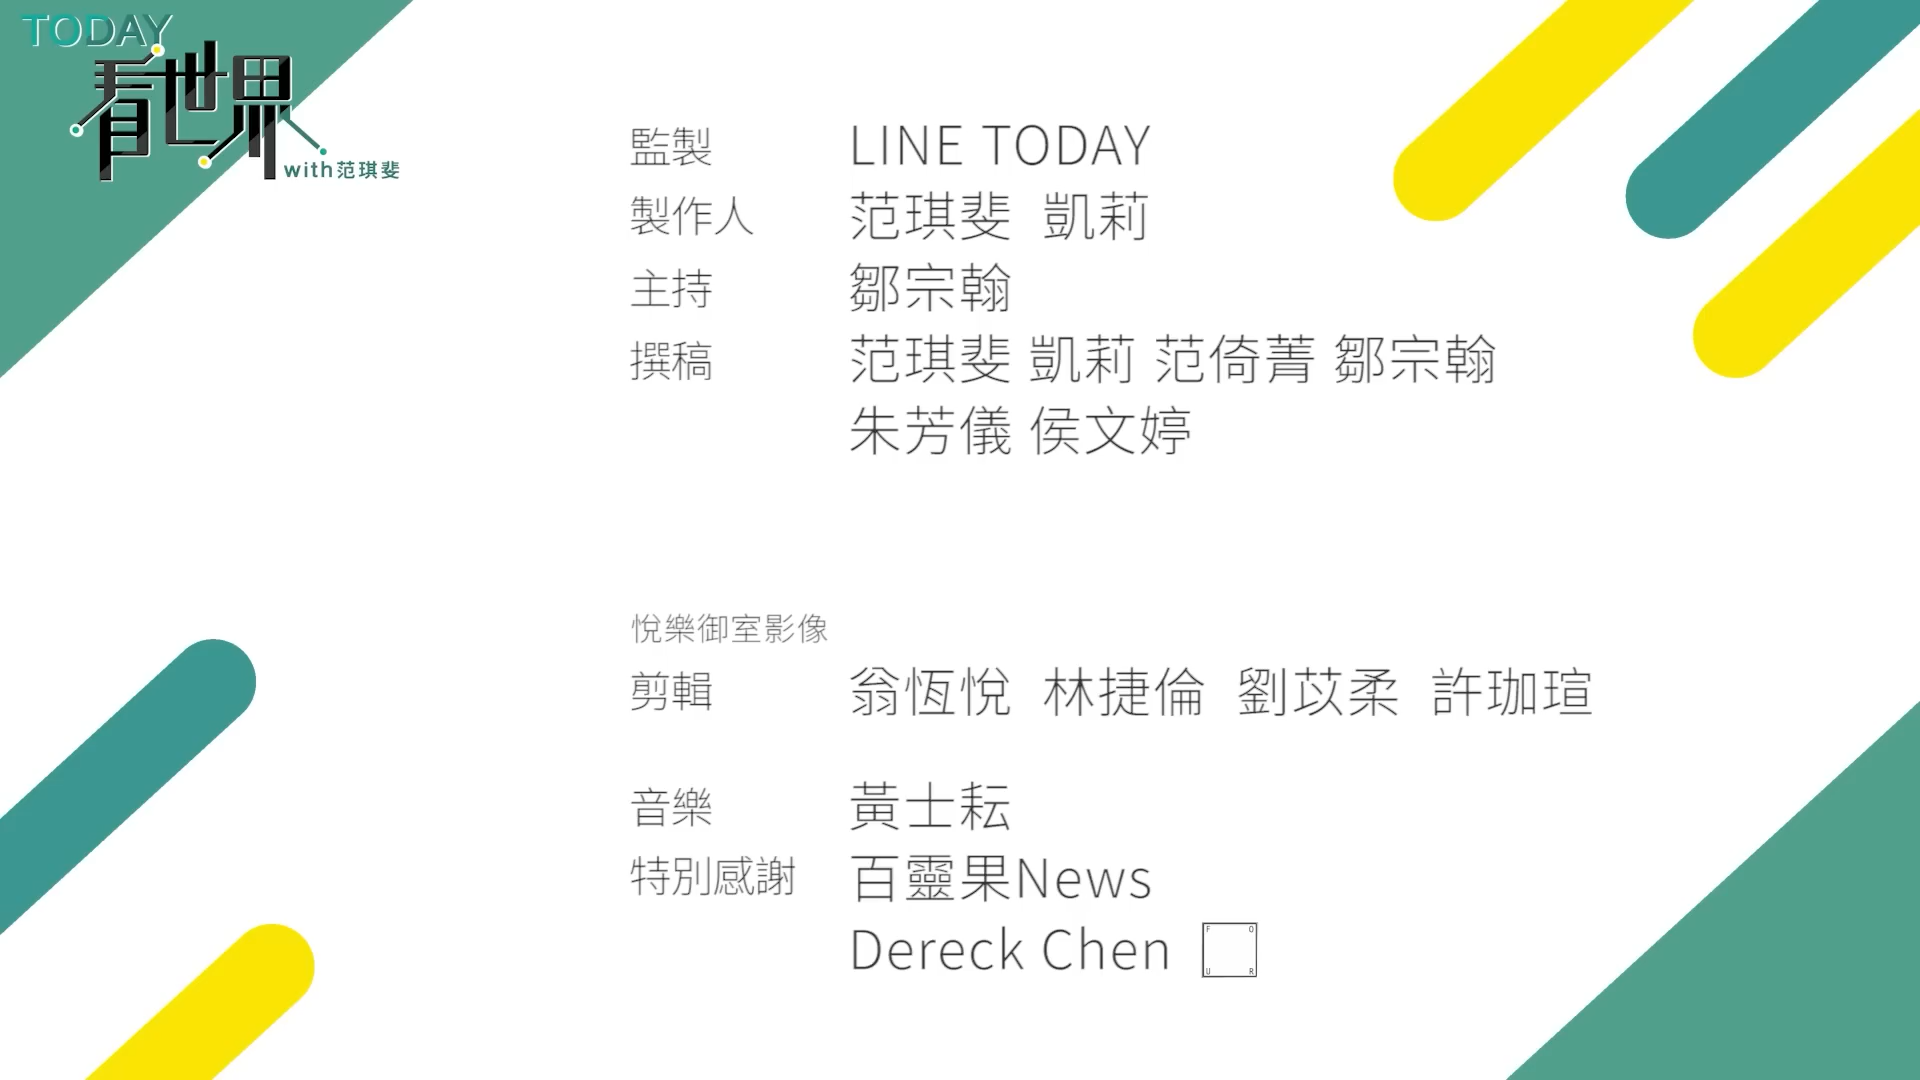 TODAY
看世界
with范琪斐
監製 LINE TODAY
製作人 范琪斐 凱莉
主持 鄒宗翰
撰稿 范琪斐 凱莉 范倚菁 鄒宗翰
朱芳儀 侯文婷
悅樂御室影像
剪輯 翁恆悅 林捷倫 劉苡柔 許珈瑄
音樂 黃士耘
特別感謝 百靈果News
Dereck Chen
F O
U R